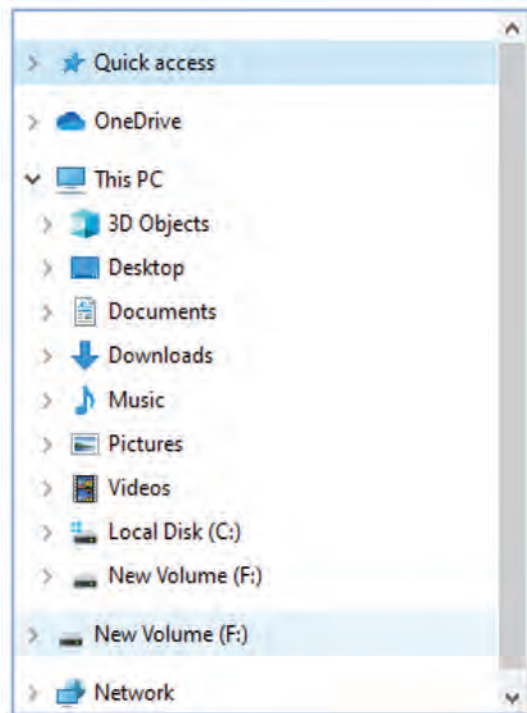 Quick access
OneDrive
This PC
3D Objects
Desktop
Documents
Downloads
Music
Pictures
Videos
Local Disk (C:)
New Volume (F:)
New Volume (F:)
Network